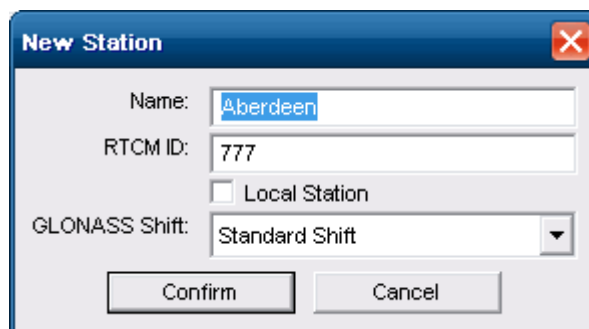 New Station
Name: Aberdeen
RTCM ID: 777
Local Station
GLONASS Shift: Standard Shift
Confirm Cancel